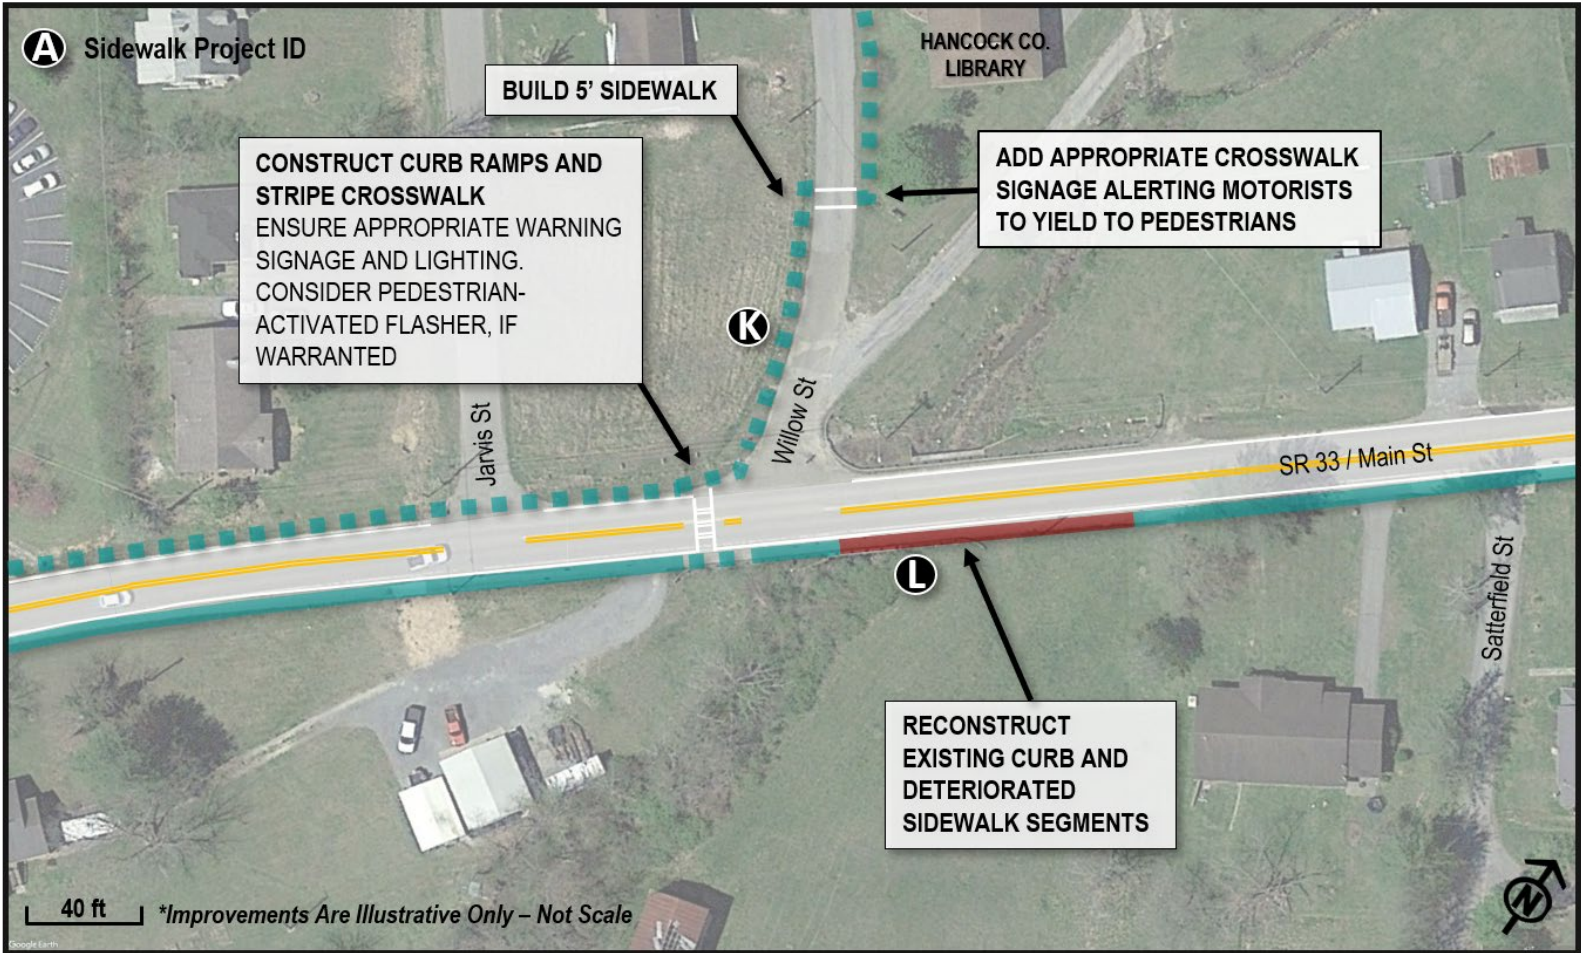 A Sidewalk Project ID
HANCOCK CO.
LIBRARY
BUILD 5’ SIDEWALK
CONSTRUCT CURB RAMPS AND
STRIPE CROSSWALK
ENSURE APPROPRIATE WARNING
SIGNAGE AND LIGHTING.
CONSIDER PEDESTRIAN-
ACTIVATED FLASHER, IF
WARRANTED
ADD APPROPRIATE CROSSWALK
SIGNAGE ALERTING MOTORISTS
TO YIELD TO PEDESTRIANS
K
Jarvis St
Willow St
SR 33 / Main St
L
Satterfield St
RECONSTRUCT
EXISTING CURB AND
DETERIORATED
SIDEWALK SEGMENTS
40 ft
*Improvements Are Illustrative Only – Not Scale
N
Google Earth